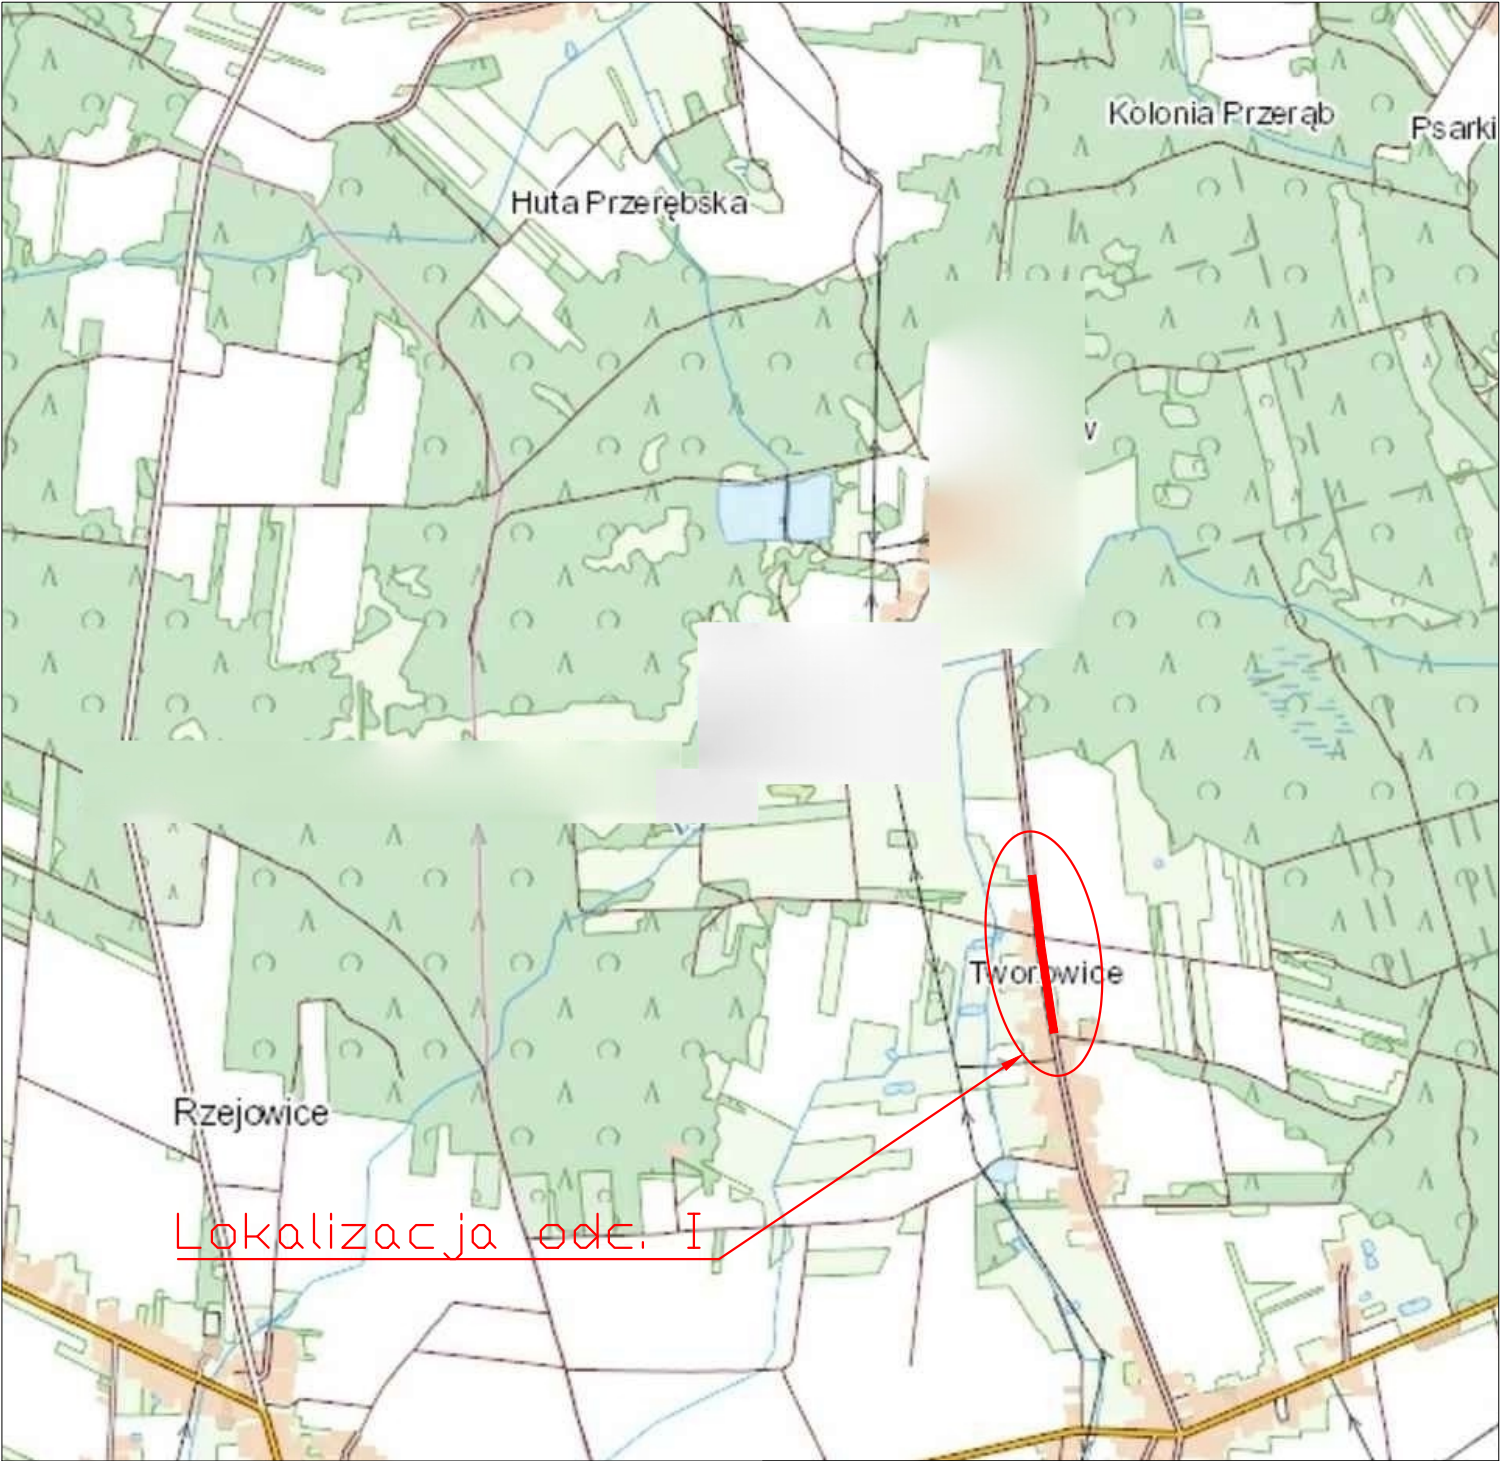 Kolonia Przerąb
Psarki
Huta Przerębska
w
Tworowice
Rzejowice
Lokalizacja odc. I